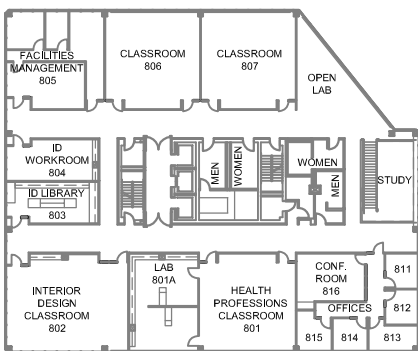 FACILITIES
MANAGEMENT
805
CLASSROOM
806
CLASSROOM
807
OPEN
LAB
ID
WORKROOM
804
ID LIBRARY
803
MEN
WOMEN
WOMEN
MEN
STUDY
INTERIOR
DESIGN
CLASSROOM
802
LAB
801A
HEALTH
PROFESSIONS
CLASSROOM
801
CONF.
ROOM
816
OFFICES
811
812
815
814
813